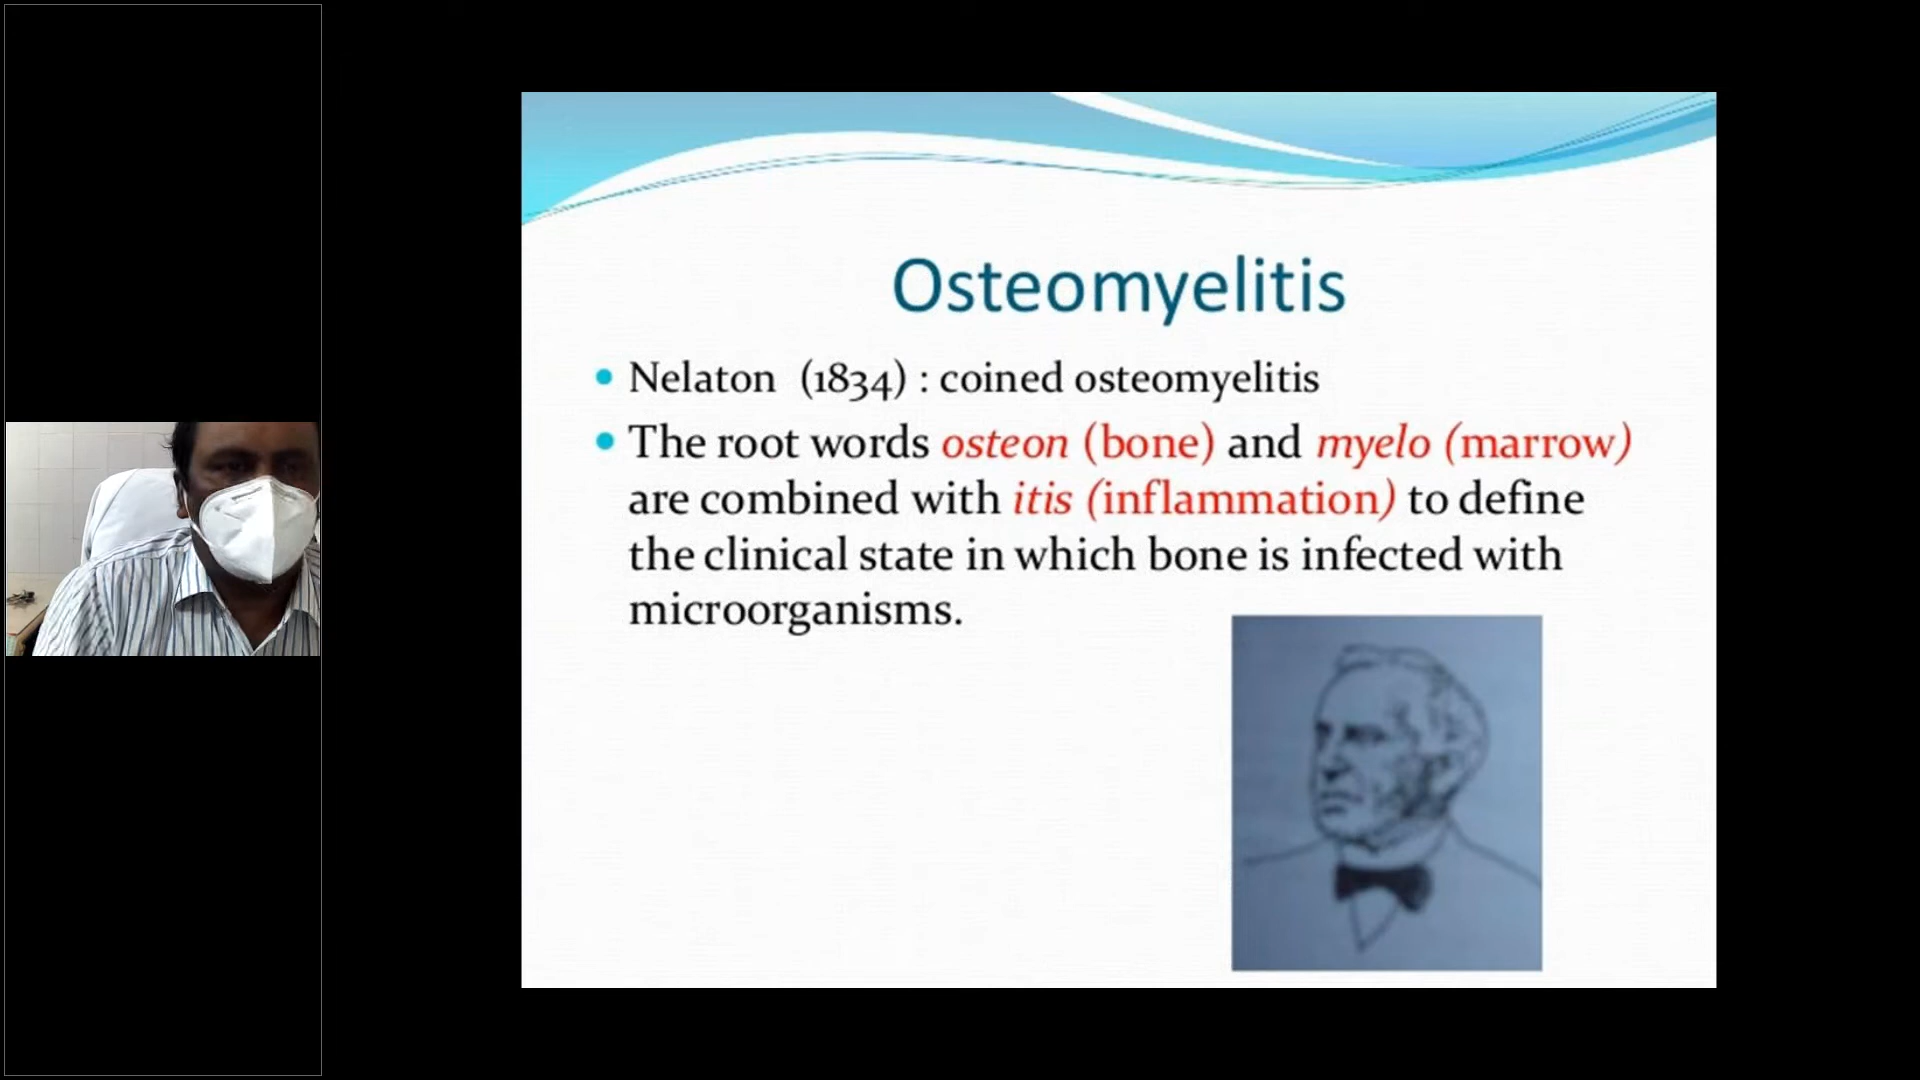 Osteomyelitis
• Nelaton (1834) : coined osteomyelitis
• The root words osteon (bone) and myelo (marrow)
are combined with itis (inflammation) to define
the clinical state in which bone is infected with
microorganisms.